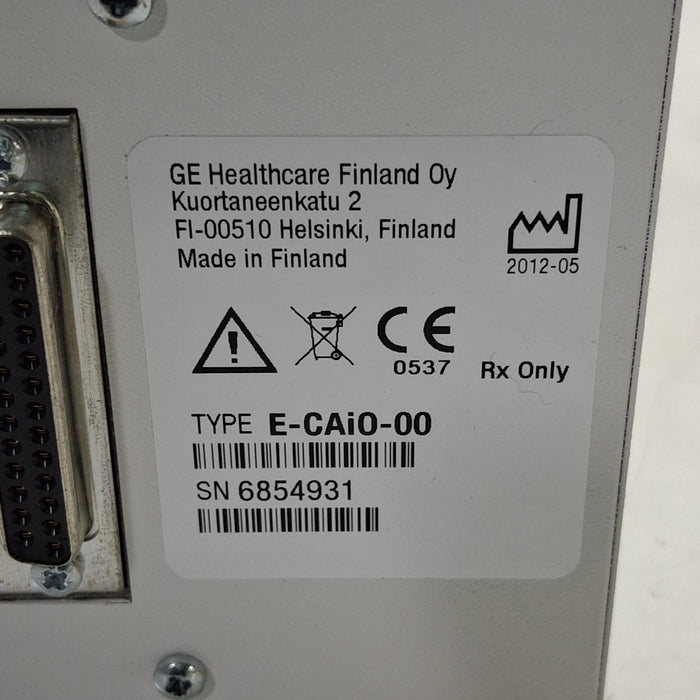 GE Healthcare Finland Oy
Kuortaneenkatu 2
FI-00510 Helsinki, Finland
Made in Finland
2012-05
CE
0537
Rx Only
TYPE E-CAiO-00
SN 6854931